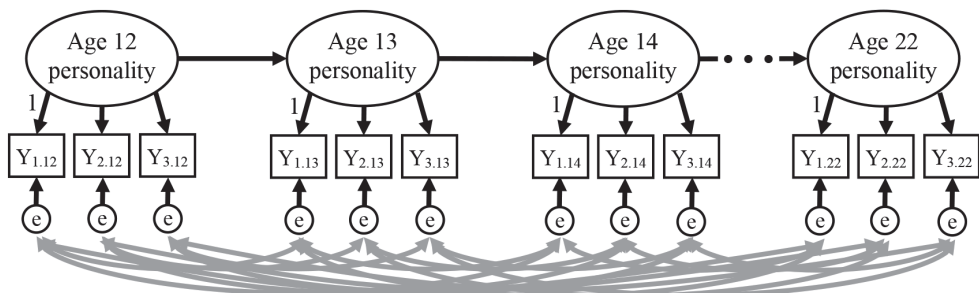 Age 12
personality
Age 13
personality
Age 14
personality
Age 22
personality
1
1
1
1
Y1.12
Y2.12
Y3.12
Y1.13
Y2.13
Y3.13
Y1.14
Y2.14
Y3.14
Y1.22
Y2.22
Y3.22
e
e
e
e
e
e
e
e
e
e
e
e